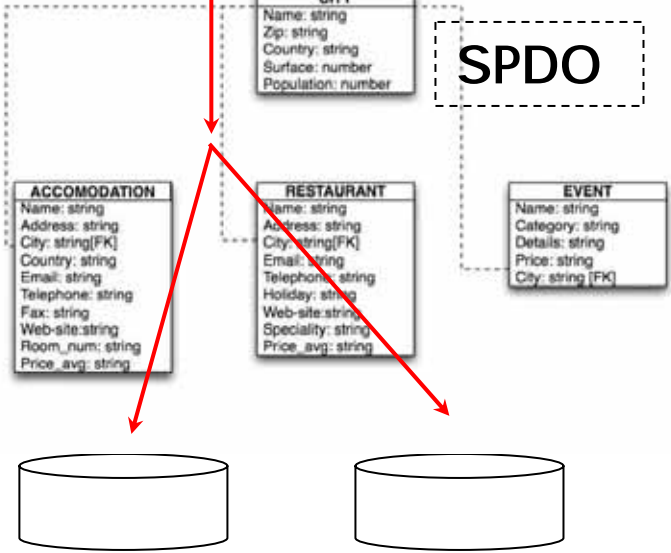 CITY
Name: string
Zip: string
Country: string
Surface: number
Population: number
SPDO
ACCOMODATION
Name: string
Address: string
City: string[FK]
Country: string
Email: string
Telephone: string
Fax: string
Web-site:string
Room_num: string
Price_avg: string
RESTAURANT
Name: string
Address: string
City: string[FK]
Email: string
Telephone: string
Holiday: string
Web-site:string
Speciality: string
Price_avg: string
EVENT
Name: string
Category: string
Details: string
Price: string
City: string [FK]